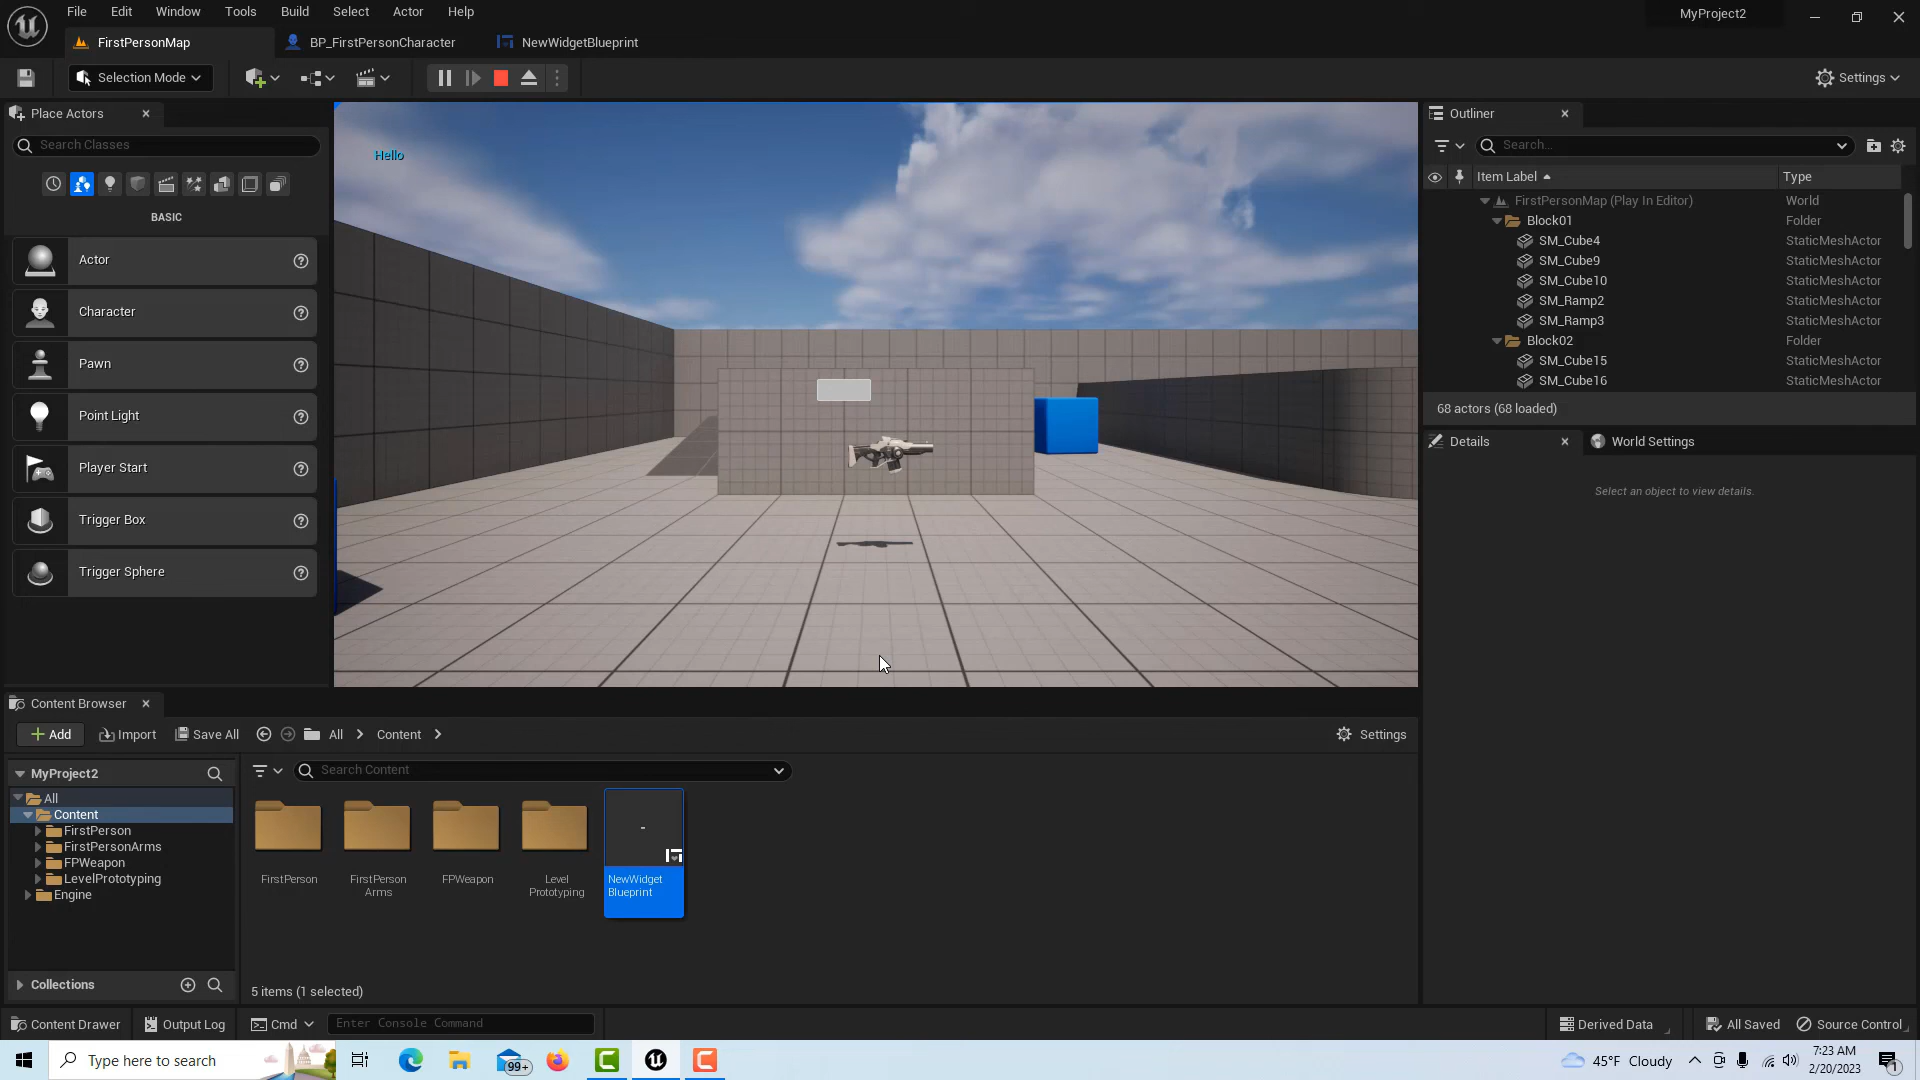 File Edit Window Tools Build Select Actor Help
MyProject2
FirstPersonMap
BP_FirstPersonCharacter
NewWidgetBlueprint
Selection Mode
Settings
Place Actors
Search Classes
BASIC
Actor
Character
Pawn
Point Light
Player Start
Trigger Box
Trigger Sphere
Hello
Outliner
Search...
Item Label Type
FirstPersonMap (Play In Editor) World
Block01 Folder
SM_Cube4 StaticMeshActor
SM_Cube9 StaticMeshActor
SM_Cube10 StaticMeshActor
SM_Ramp2 StaticMeshActor
SM_Ramp3 StaticMeshActor
Block02 Folder
SM_Cube15 StaticMeshActor
SM_Cube16 StaticMeshActor
68 actors (68 loaded)
Details
World Settings
Select an object to view details.
Content Browser
Add
Import
Save All
All
Content
Settings
MyProject2
All
Content
FirstPerson
FirstPersonArms
FPWeapon
LevelPrototyping
Engine
Collections
Search Content
FirstPerson
FirstPerson
Arms
FPWeapon
Level
Prototyping
NewWidget
Blueprint
5 items (1 selected)
Content Drawer
Output Log
Cmd
Enter Console Command
Derived Data
All Saved
Source Control
Type here to search
99+
45°F Cloudy
7:23 AM
2/20/2023
1